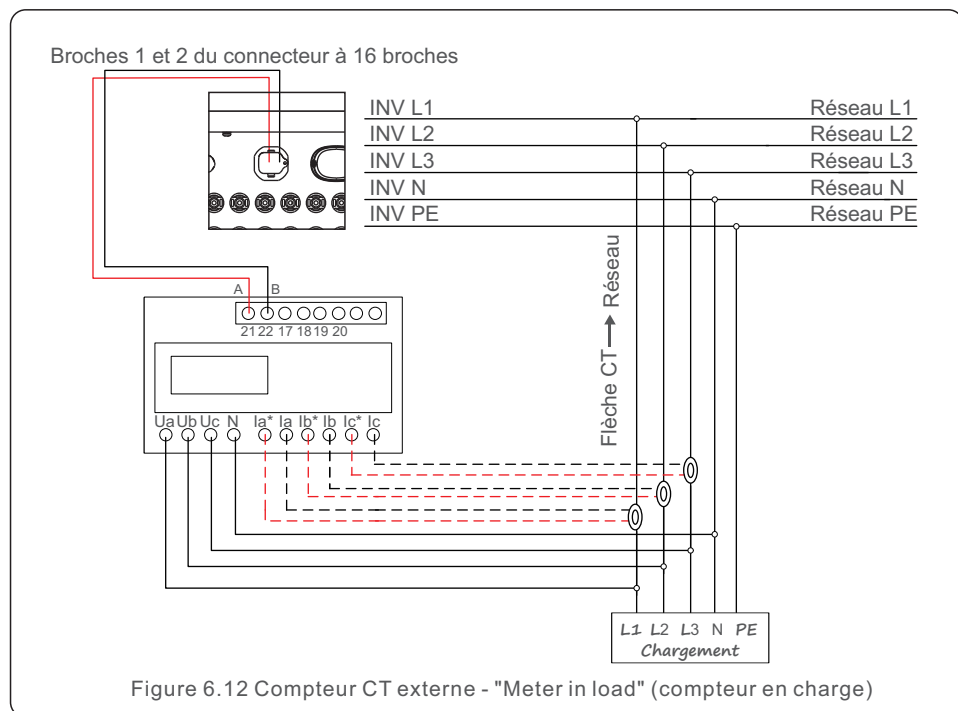 Broches 1 et 2 du connecteur à 16 broches
INV L1 Réseau L1
INV L2 Réseau L2
INV L3 Réseau L3
INV N Réseau N
INV PE Réseau PE
Flèche CT → Réseau
A B
21 22 17 18 19 20
Ua Ub Uc N Ia* Ia Ib* Ib Ic* Ic
L1 L2 L3 N PE
Chargement
Figure 6.12 Compteur CT externe - "Meter in load" (compteur en charge)